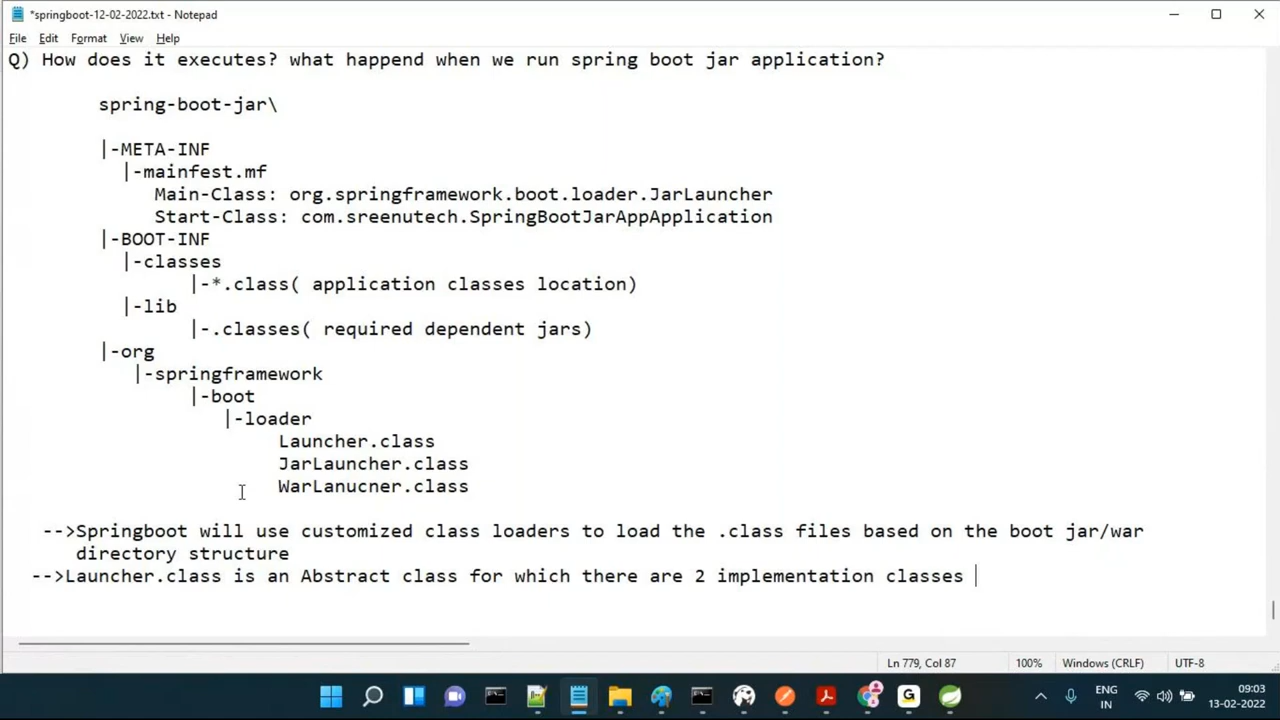 *springboot-12-02-2022.txt - Notepad
File Edit Format View Help
Q) How does it executes? what happend when we run spring boot jar application?
spring-boot-jar\
|-META-INF
|-mainfest.mf
Main-Class: org.springframework.boot.loader.JarLauncher
Start-Class: com.sreenutech.SpringBootJarAppApplication
|-BOOT-INF
|-classes
|-*.class( application classes location)
|-lib
|-.classes( required dependent jars)
|-org
|-springframework
|-boot
|-loader
Launcher.class
JarLauncher.class
WarLanucner.class
-->Springboot will use customized class loaders to load the .class files based on the boot jar/war
directory structure
-->Launcher.class is an Abstract class for which there are 2 implementation classes
Ln 779, Col 87 100% Windows (CRLF) UTF-8
ENG 09:03
IN 13-02-2022